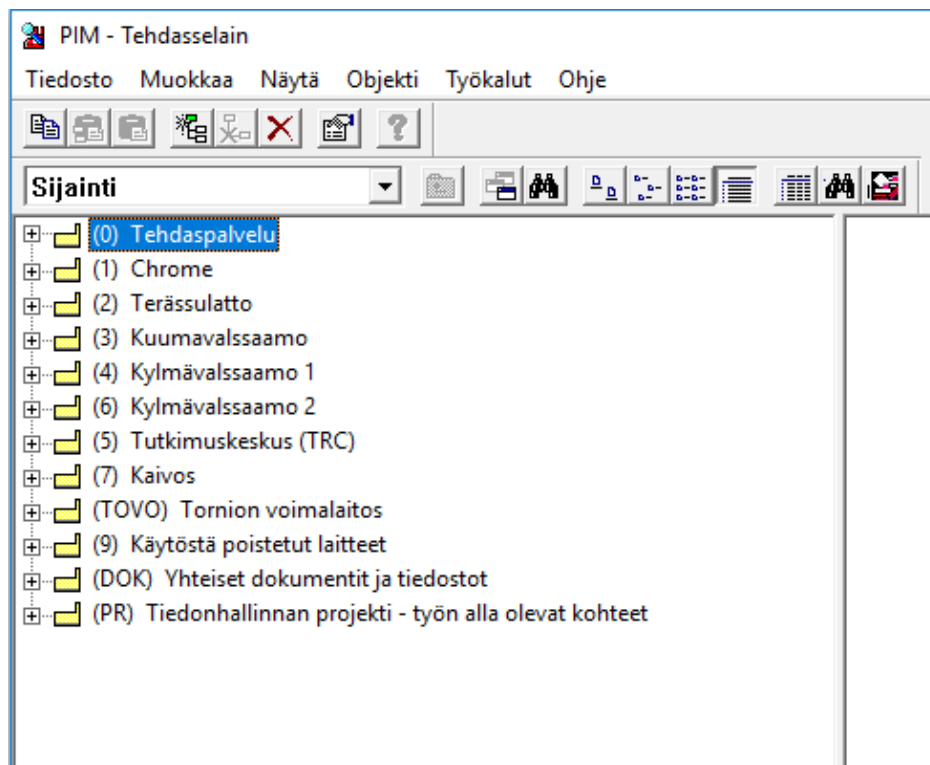 PIM - Tehdasselain
Tiedosto Muokkaa Näytä Objekti Työkalut Ohje
Sijainti
(0) Tehdaspalvelu
(1) Chrome
(2) Terässulatto
(3) Kuumavalssaamo
(4) Kylmävalssaamo 1
(6) Kylmävalssaamo 2
(5) Tutkimuskeskus (TRC)
(7) Kaivos
(TOVO) Tornion voimalaitos
(9) Käytöstä poistetut laitteet
(DOK) Yhteiset dokumentit ja tiedostot
(PR) Tiedonhallinnan projekti - työn alla olevat kohteet